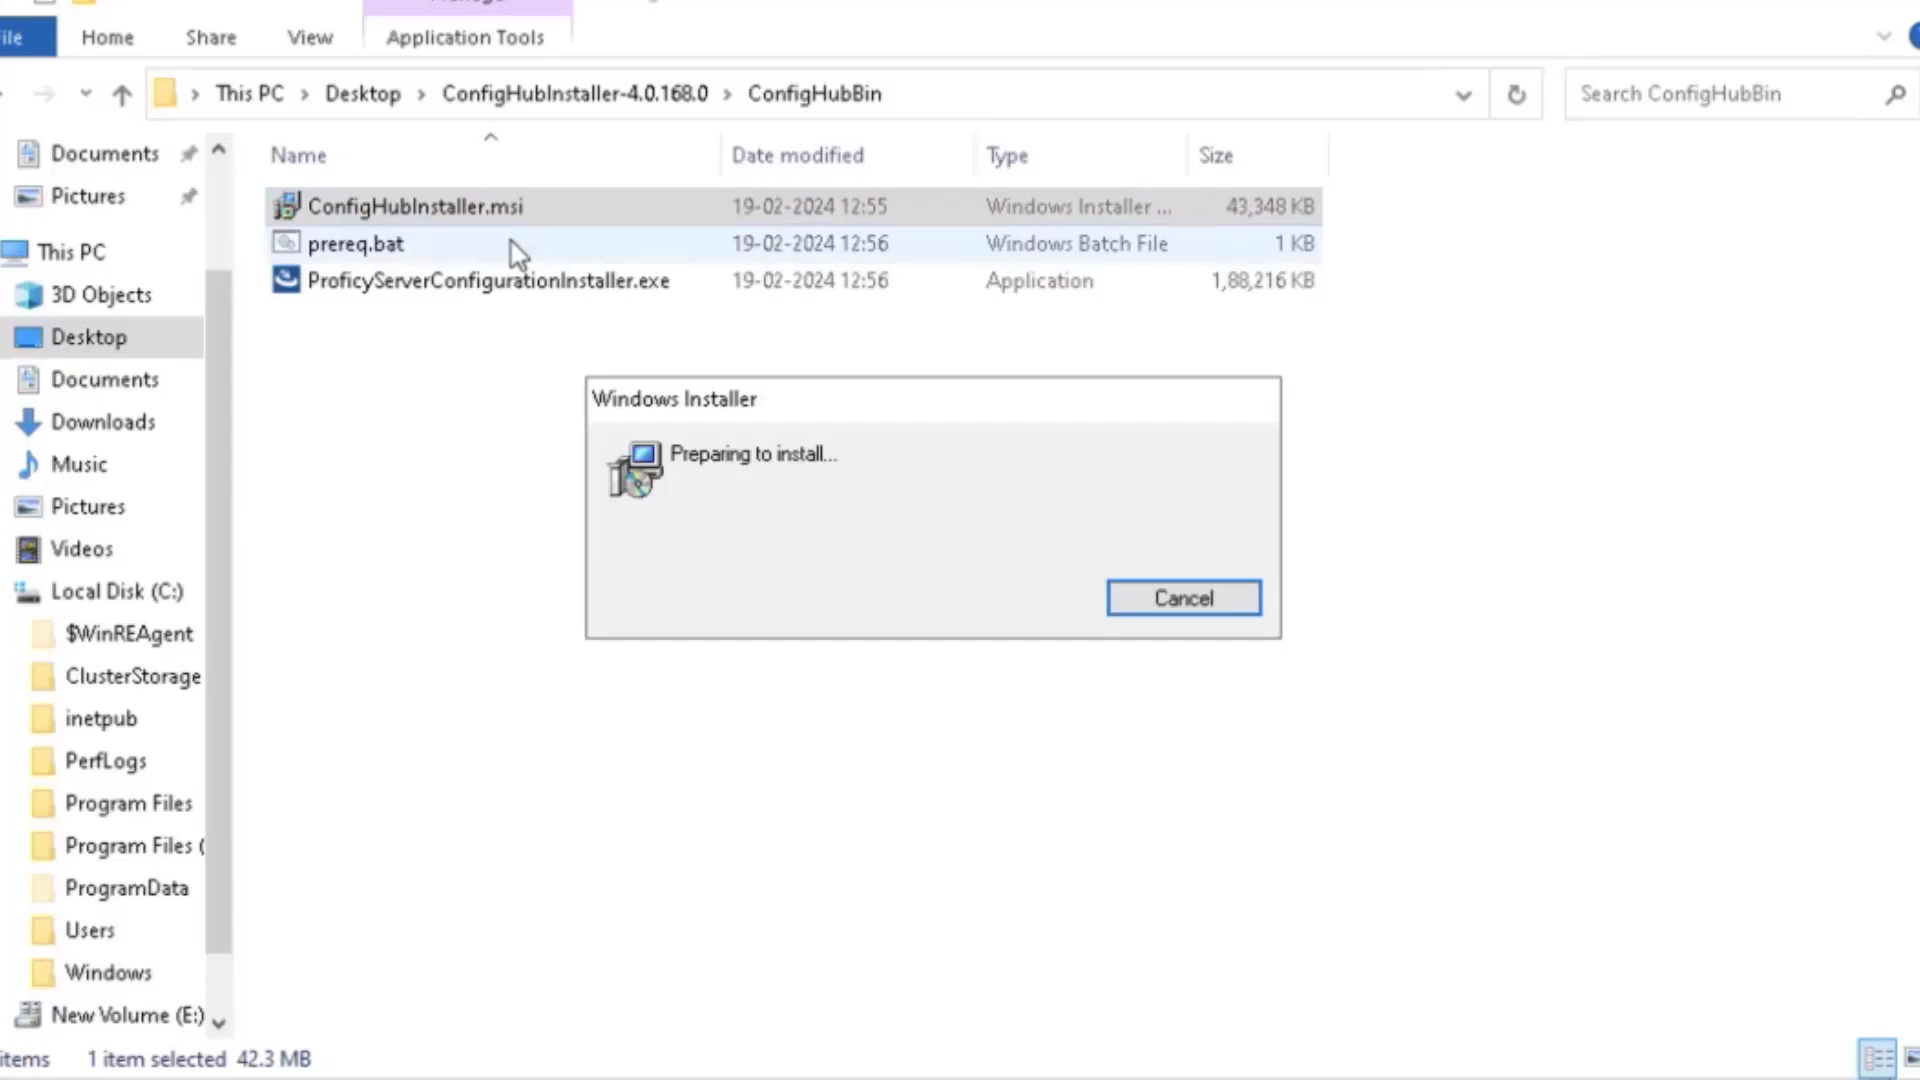 File
Home
Share
View
Application Tools
This PC
Desktop
ConfigHubInstaller-4.0.168.0
ConfigHubBin
Search ConfigHubBin
Documents
Pictures
This PC
3D Objects
Desktop
Documents
Downloads
Music
Pictures
Videos
Local Disk (C:)
$WinREAgent
ClusterStorage
inetpub
PerfLogs
Program Files
Program Files (
ProgramData
Users
Windows
New Volume (E:)
Name Date modified Type Size
ConfigHubInstaller.msi 19-02-2024 12:55 Windows Installer ... 43,348 KB
prereq.bat 19-02-2024 12:56 Windows Batch File 1 KB
ProficyServerConfigurationInstaller.exe 19-02-2024 12:56 Application 1,88,216 KB
Windows Installer
Preparing to install...
Cancel
items 1 item selected 42.3 MB